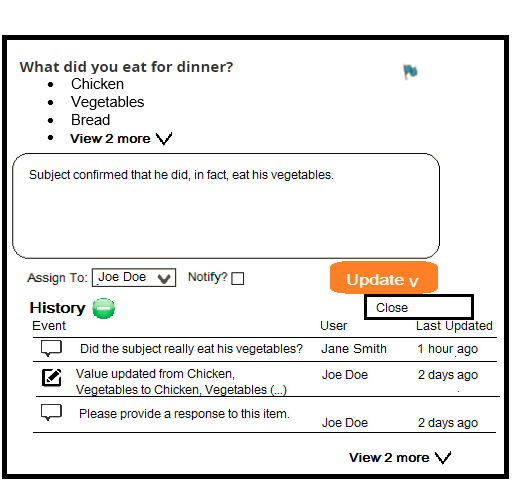 What did you eat for dinner?
• Chicken
• Vegetables
• Bread
• View 2 more
Subject confirmed that he did, in fact, eat his vegetables.
Assign To: Joe Doe Notify? Update v
History Close
Event User Last Updated
Did the subject really eat his vegetables? Jane Smith 1 hour ago
Value updated from Chicken, Joe Doe 2 days ago
Vegetables to Chicken, Vegetables (...)
Please provide a response to this item.
Joe Doe 2 days ago
View 2 more